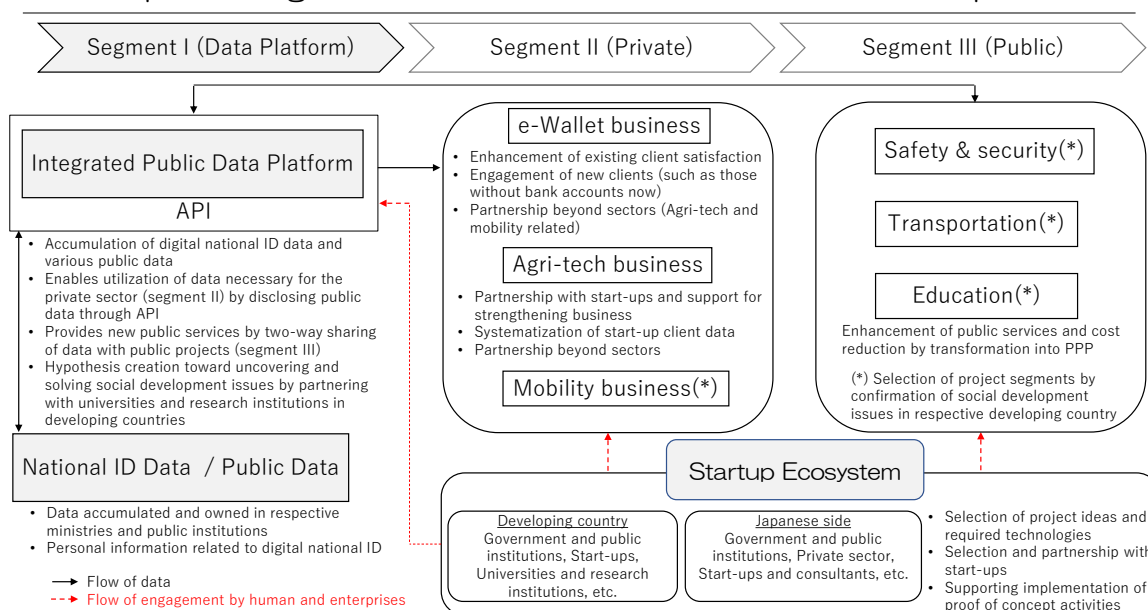 Segment I (Data Platform)
Segment II (Private)
Segment III (Public)
Integrated Public Data Platform
API
• Accumulation of digital national ID data and
various public data
• Enables utilization of data necessary for the
private sector (segment II) by disclosing public
data through API
• Provides new public services by two-way sharing
of data with public projects (segment III)
• Hypothesis creation toward uncovering and
solving social development issues by partnering
with universities and research institutions in
developing countries
National ID Data / Public Data
• Data accumulated and owned in respective
ministries and public institutions
• Personal information related to digital national ID
Flow of data
Flow of engagement by human and enterprises
e-Wallet business
• Enhancement of existing client satisfaction
• Engagement of new clients (such as those
without bank accounts now)
• Partnership beyond sectors (Agri-tech and
mobility related)
Agri-tech business
• Partnership with start-ups and support for
strengthening business
• Systematization of start-up client data
• Partnership beyond sectors
Mobility business(*)
Safety & security(*)
Transportation(*)
Education(*)
Enhancement of public services and cost
reduction by transformation into PPP
(*) Selection of project segments by
confirmation of social development
issues in respective developing country
Startup Ecosystem
Developing country
Government and public
institutions, Start-ups,
Universities and research
institutions, etc.
Japanese side
Government and public
institutions, Private sector,
Start-ups and consultants, etc.
• Selection of project ideas and
required technologies
• Selection and partnership with
start-ups
• Supporting implementation of
proof of concept activities